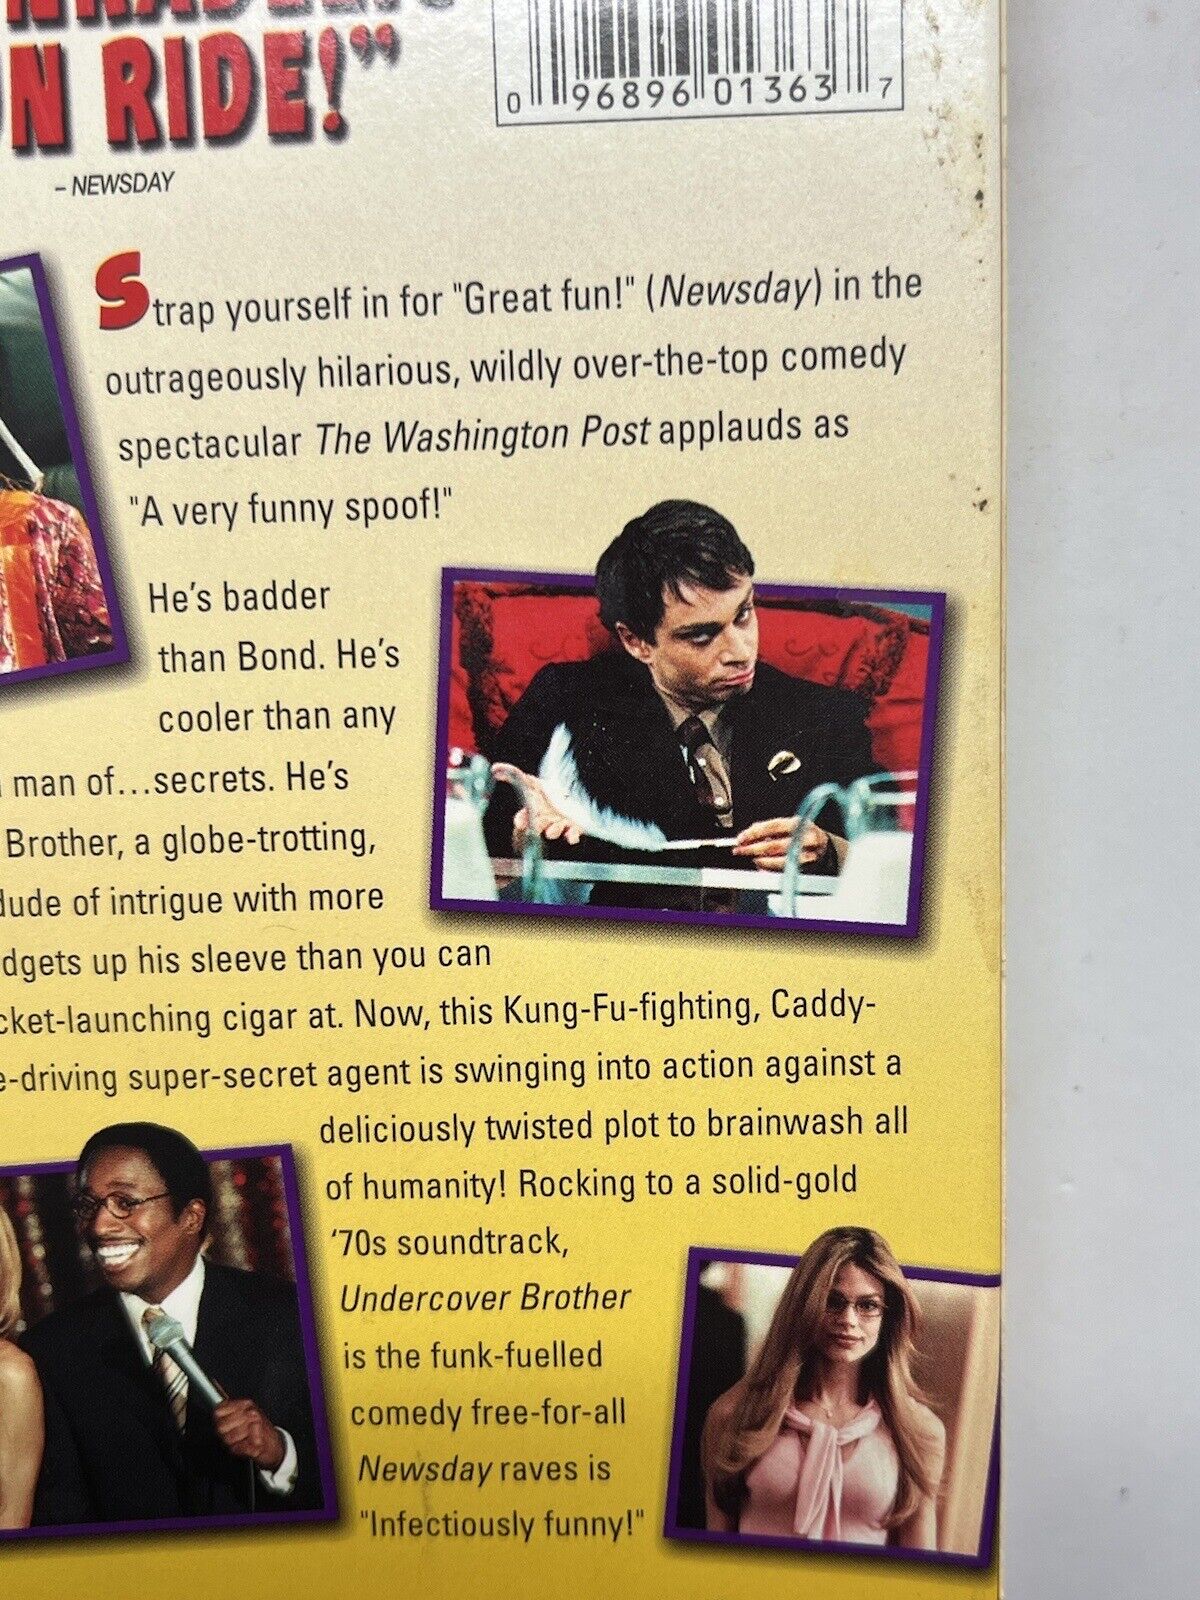 N RIDE!"
0 96896 01363 7
– NEWSDAY
Strap yourself in for "Great fun!" (Newsday) in the
outrageously hilarious, wildly over-the-top comedy
spectacular The Washington Post applauds as
"A very funny spoof!"
He's badder
than Bond. He's
cooler than any
man of...secrets. He's
Brother, a globe-trotting,
dude of intrigue with more
dgets up his sleeve than you can
cket-launching cigar at. Now, this Kung-Fu-fighting, Caddy-
e-driving super-secret agent is swinging into action against a
deliciously twisted plot to brainwash all
of humanity! Rocking to a solid-gold
'70s soundtrack,
Undercover Brother
is the funk-fuelled
comedy free-for-all
Newsday raves is
"Infectiously funny!"